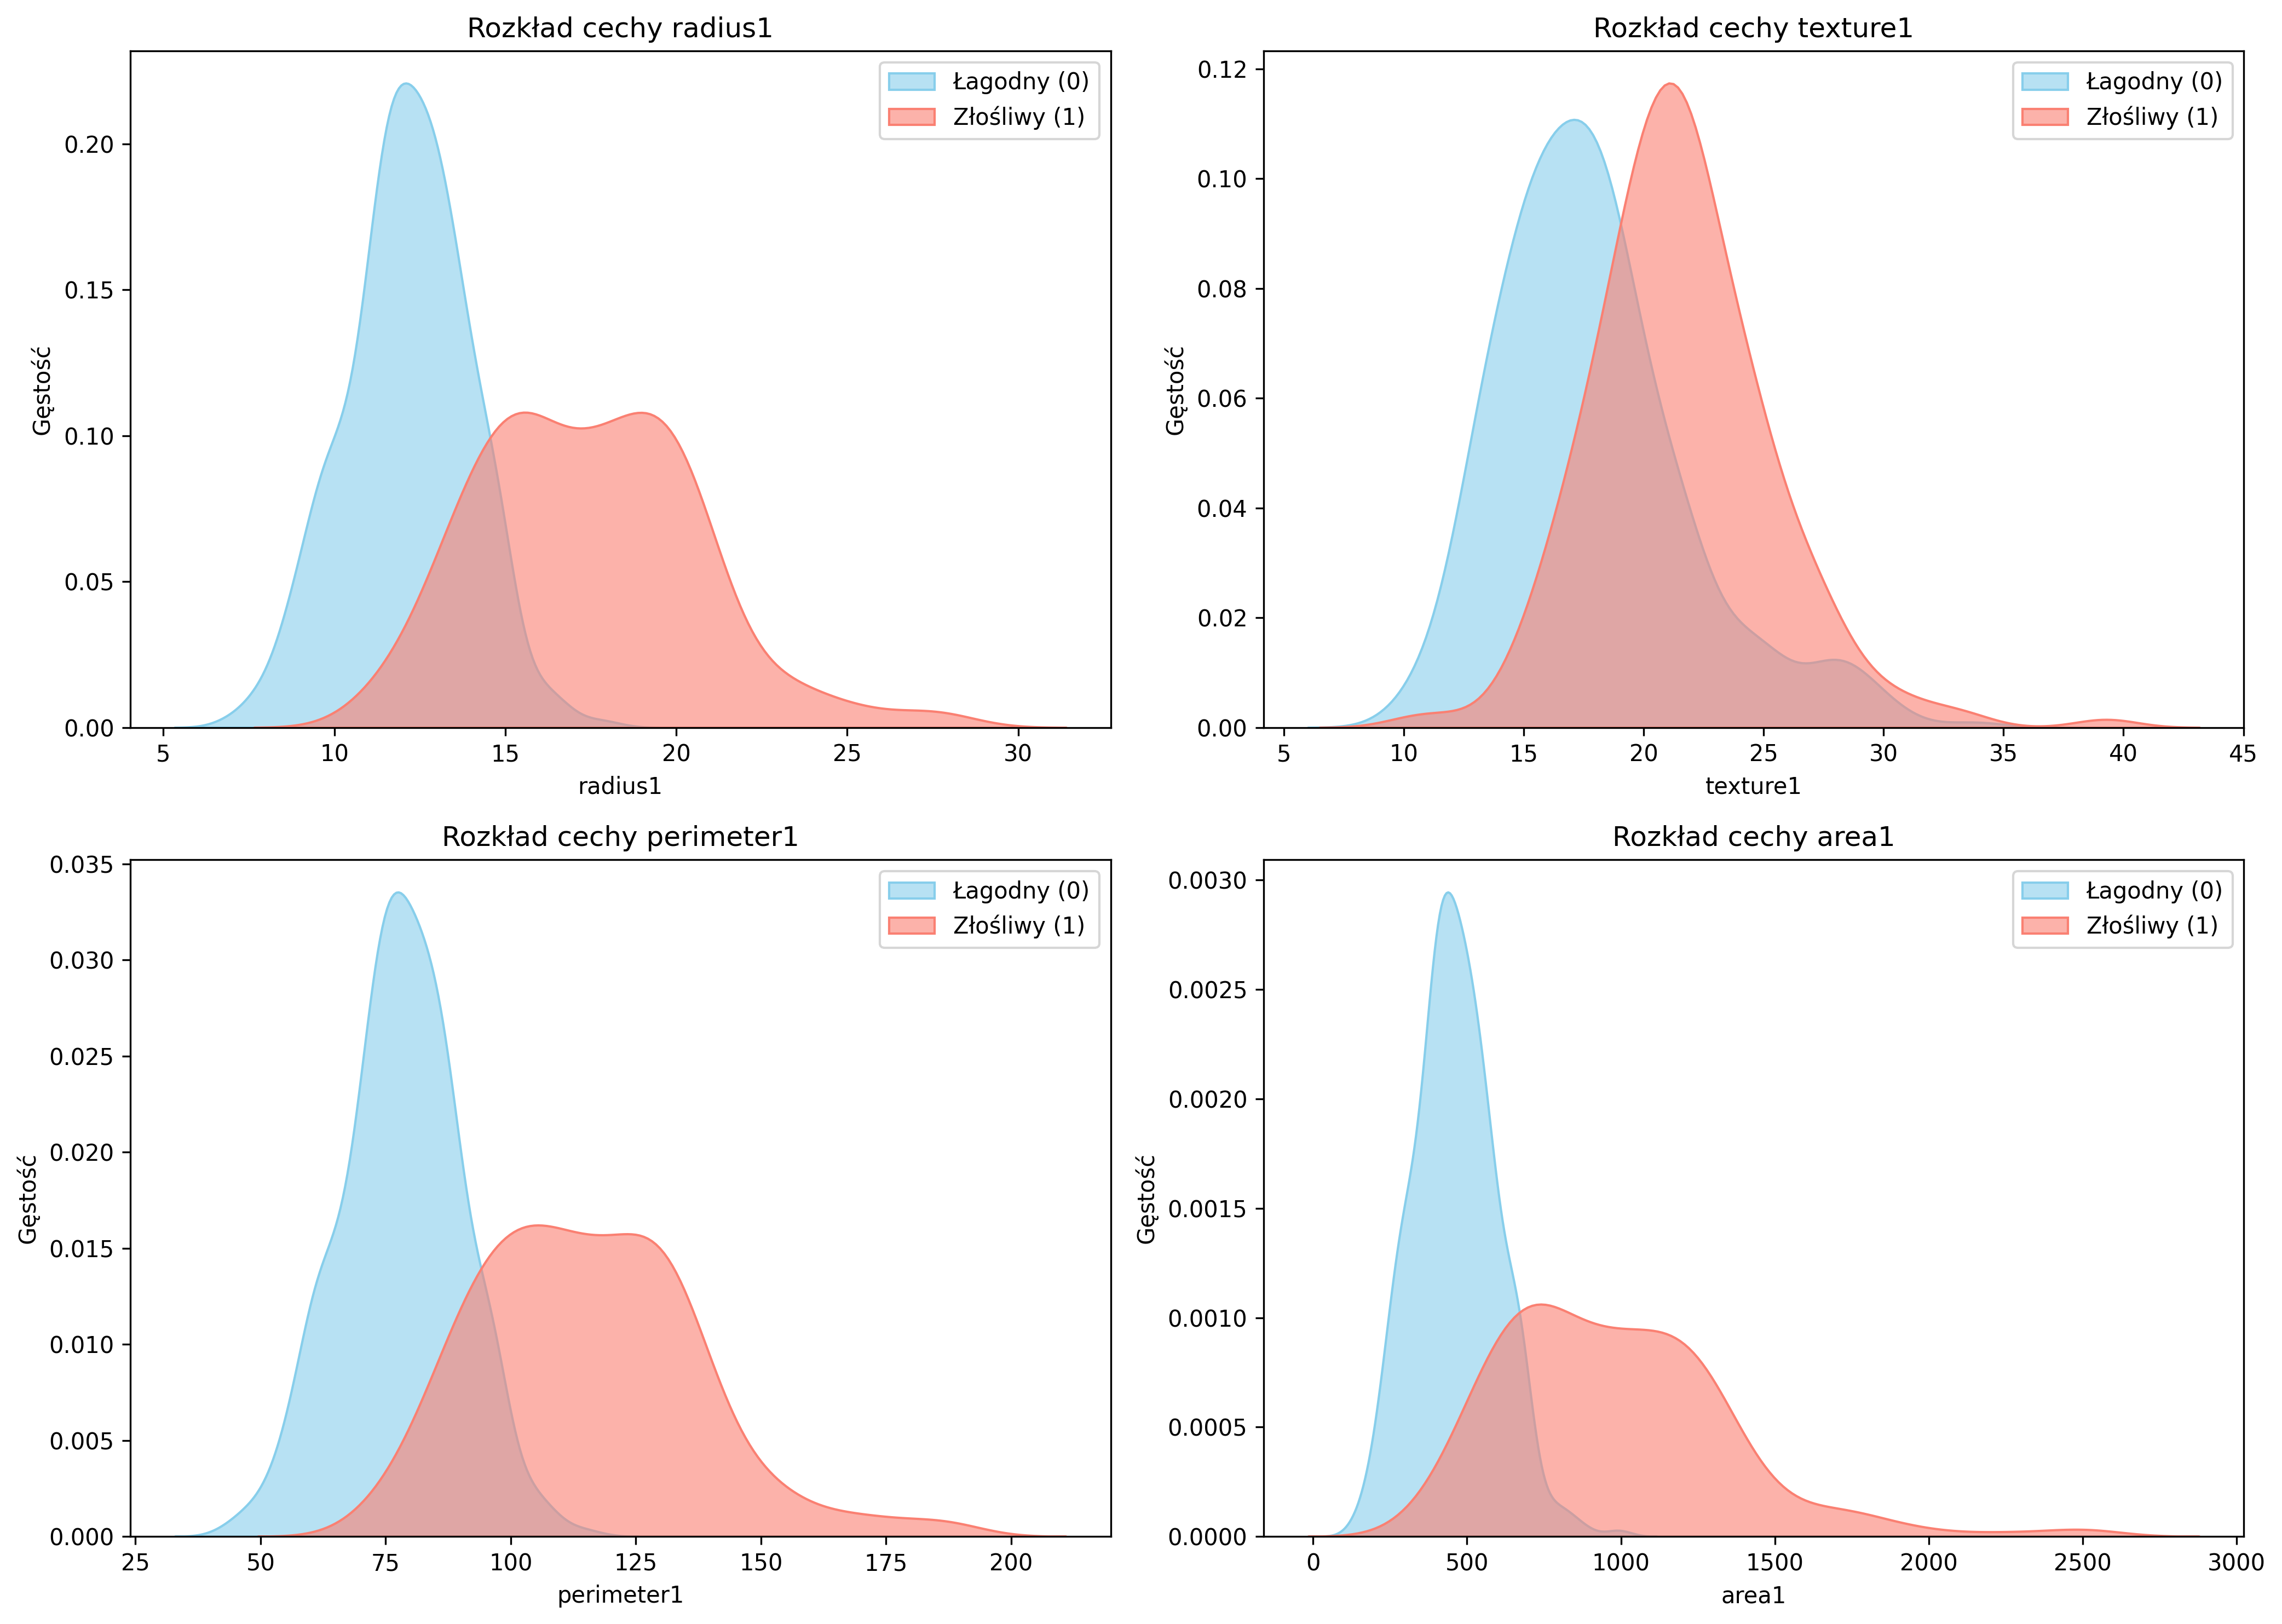 Rozkład cechy radius1
Łagodny (0)
Złośliwy (1)
0.20
0.15
0.10
0.05
0.00
Gęstość
5 10 15 20 25 30
radius1
Rozkład cechy texture1
Łagodny (0)
Złośliwy (1)
0.12
0.10
0.08
0.06
0.04
0.02
0.00
Gęstość
5 10 15 20 25 30 35 40 45
texture1
Rozkład cechy perimeter1
Łagodny (0)
Złośliwy (1)
0.035
0.030
0.025
0.020
0.015
0.010
0.005
0.000
Gęstość
25 50 75 100 125 150 175 200
perimeter1
Rozkład cechy area1
Łagodny (0)
Złośliwy (1)
0.0030
0.0025
0.0020
0.0015
0.0010
0.0005
0.0000
Gęstość
0 500 1000 1500 2000 2500 3000
area1